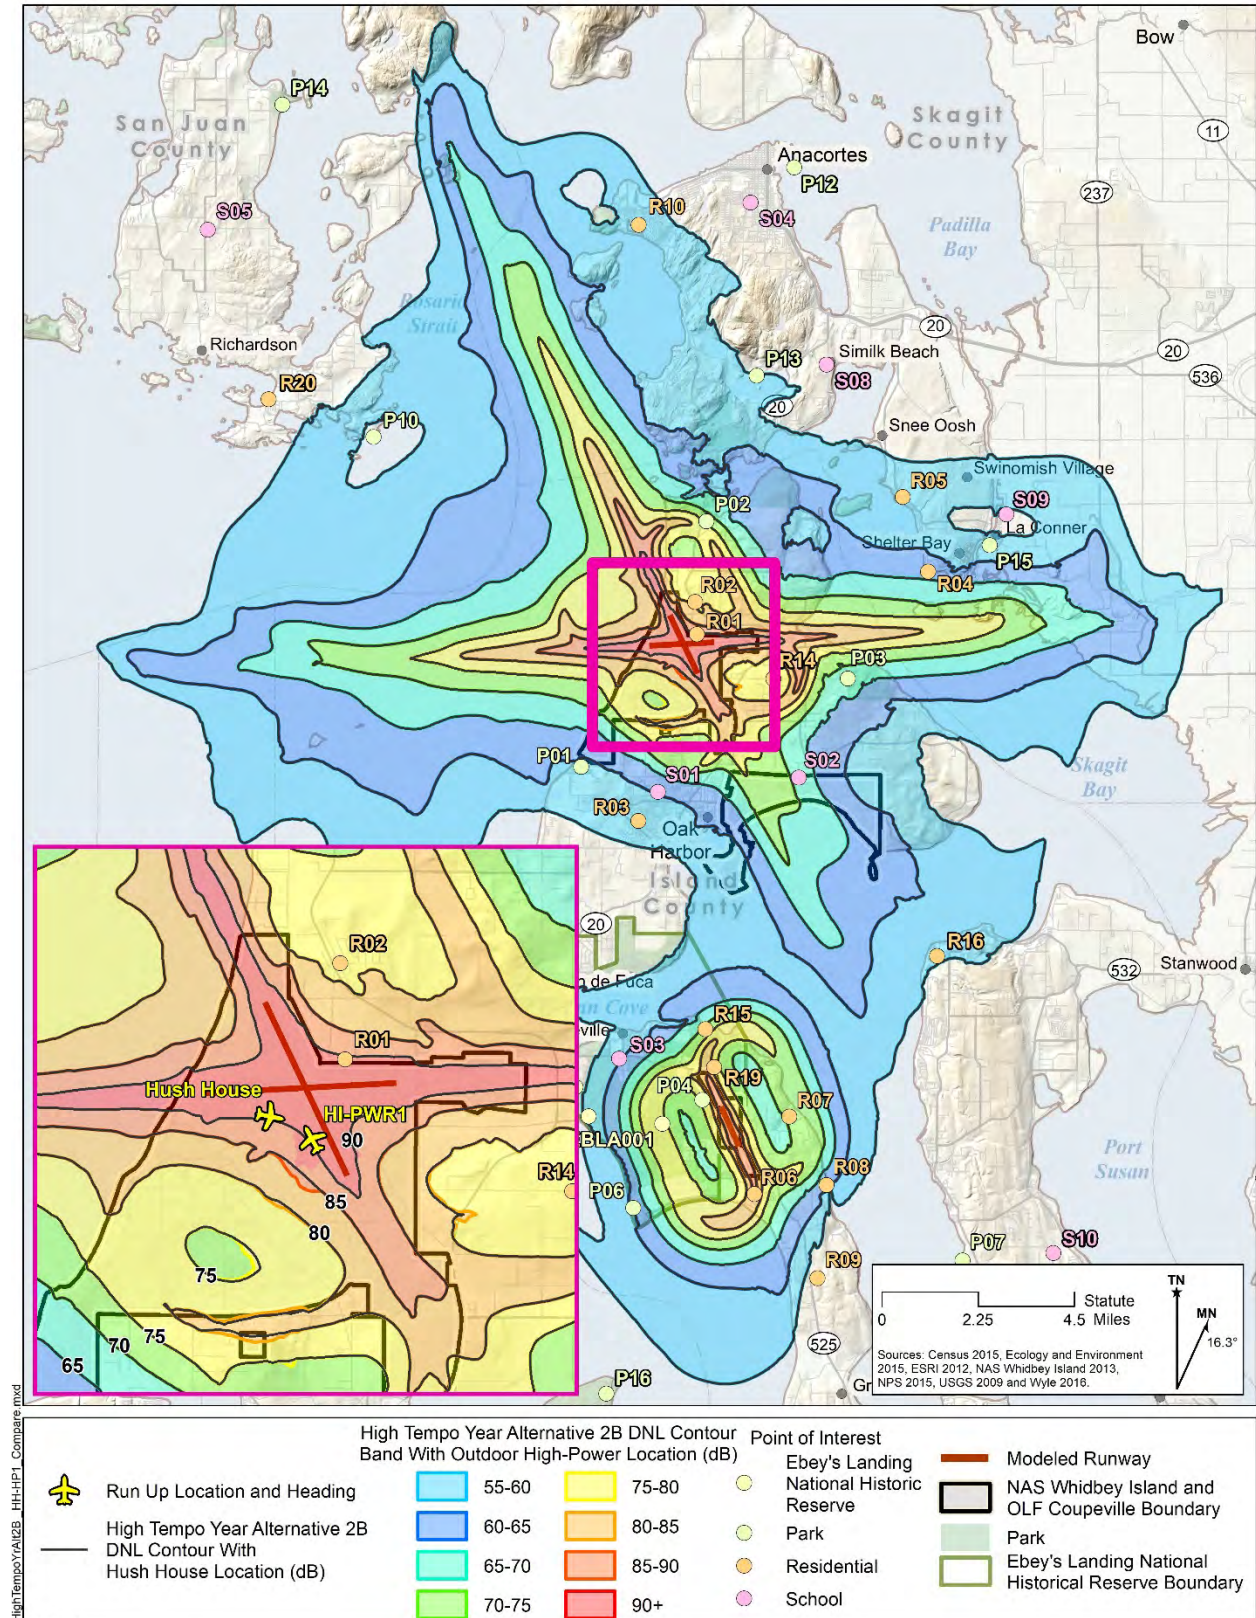 Bow
P14
San Juan
County
Skagit
County
11
Anacortes
P12
237
S05
R10
S04
Padilla
Bay
Rosario
Strait
20
Richardson
Similk Beach
20
P13
S08
536
R20
20
P10
Snee Oosh
Swinomish Village
R05
S09
P02
La Conner
Shelter Bay
P15
R04
R02
R01
R14
P03
P01
S02
S01
Skagit
Bay
R03
Oak
Harbor
Island
County
20
R16
532
Stanwood
n de Fuca
Cove
ville
R15
S03
R19
P04
R07
BLA001
Port
Susan
R06
R08
P06
P07
S10
R09
525
P16
Gr
R02
R01
Hush House
HI-PWR1
90
R14
85
80
75
75
70
65
0 2.25 4.5
Statute
Miles
TN
MN
16.3°
Sources: Census 2015, Ecology and Environment
2015, ESRI 2012, NAS Whidbey Island 2013,
NPS 2015, USGS 2009 and Wyle 2016.
HighTempoYrAlt2B_HH-HP1_Compare.mxd
Run Up Location and Heading
High Tempo Year Alternative 2B
DNL Contour With
Hush House Location (dB)
High Tempo Year Alternative 2B DNL Contour
Band With Outdoor High-Power Location (dB)
55-60
60-65
65-70
70-75
75-80
80-85
85-90
90+
Point of Interest
Ebey's Landing
National Historic
Reserve
Park
Residential
School
Modeled Runway
NAS Whidbey Island and
OLF Coupeville Boundary
Park
Ebey's Landing National
Historical Reserve Boundary